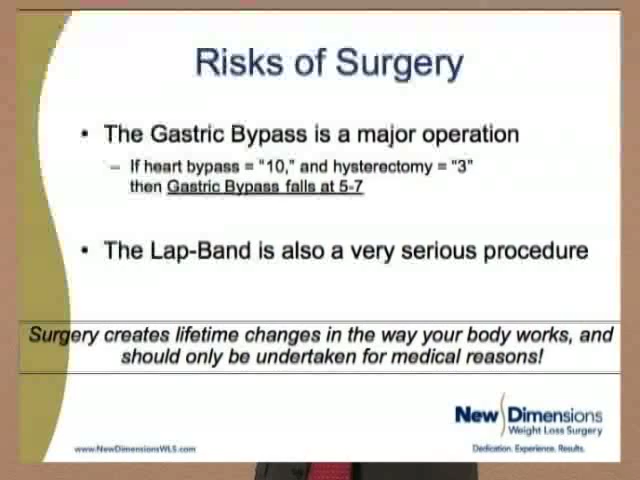 Risks of Surgery
• The Gastric Bypass is a major operation
– If heart bypass = “10,” and hysterectomy = “3”
then Gastric Bypass falls at 5-7
• The Lap-Band is also a very serious procedure
Surgery creates lifetime changes in the way your body works, and
should only be undertaken for medical reasons!
New Dimensions
Weight Loss Surgery
www.NewDimensionsWLS.com
Dedication. Experience. Results.